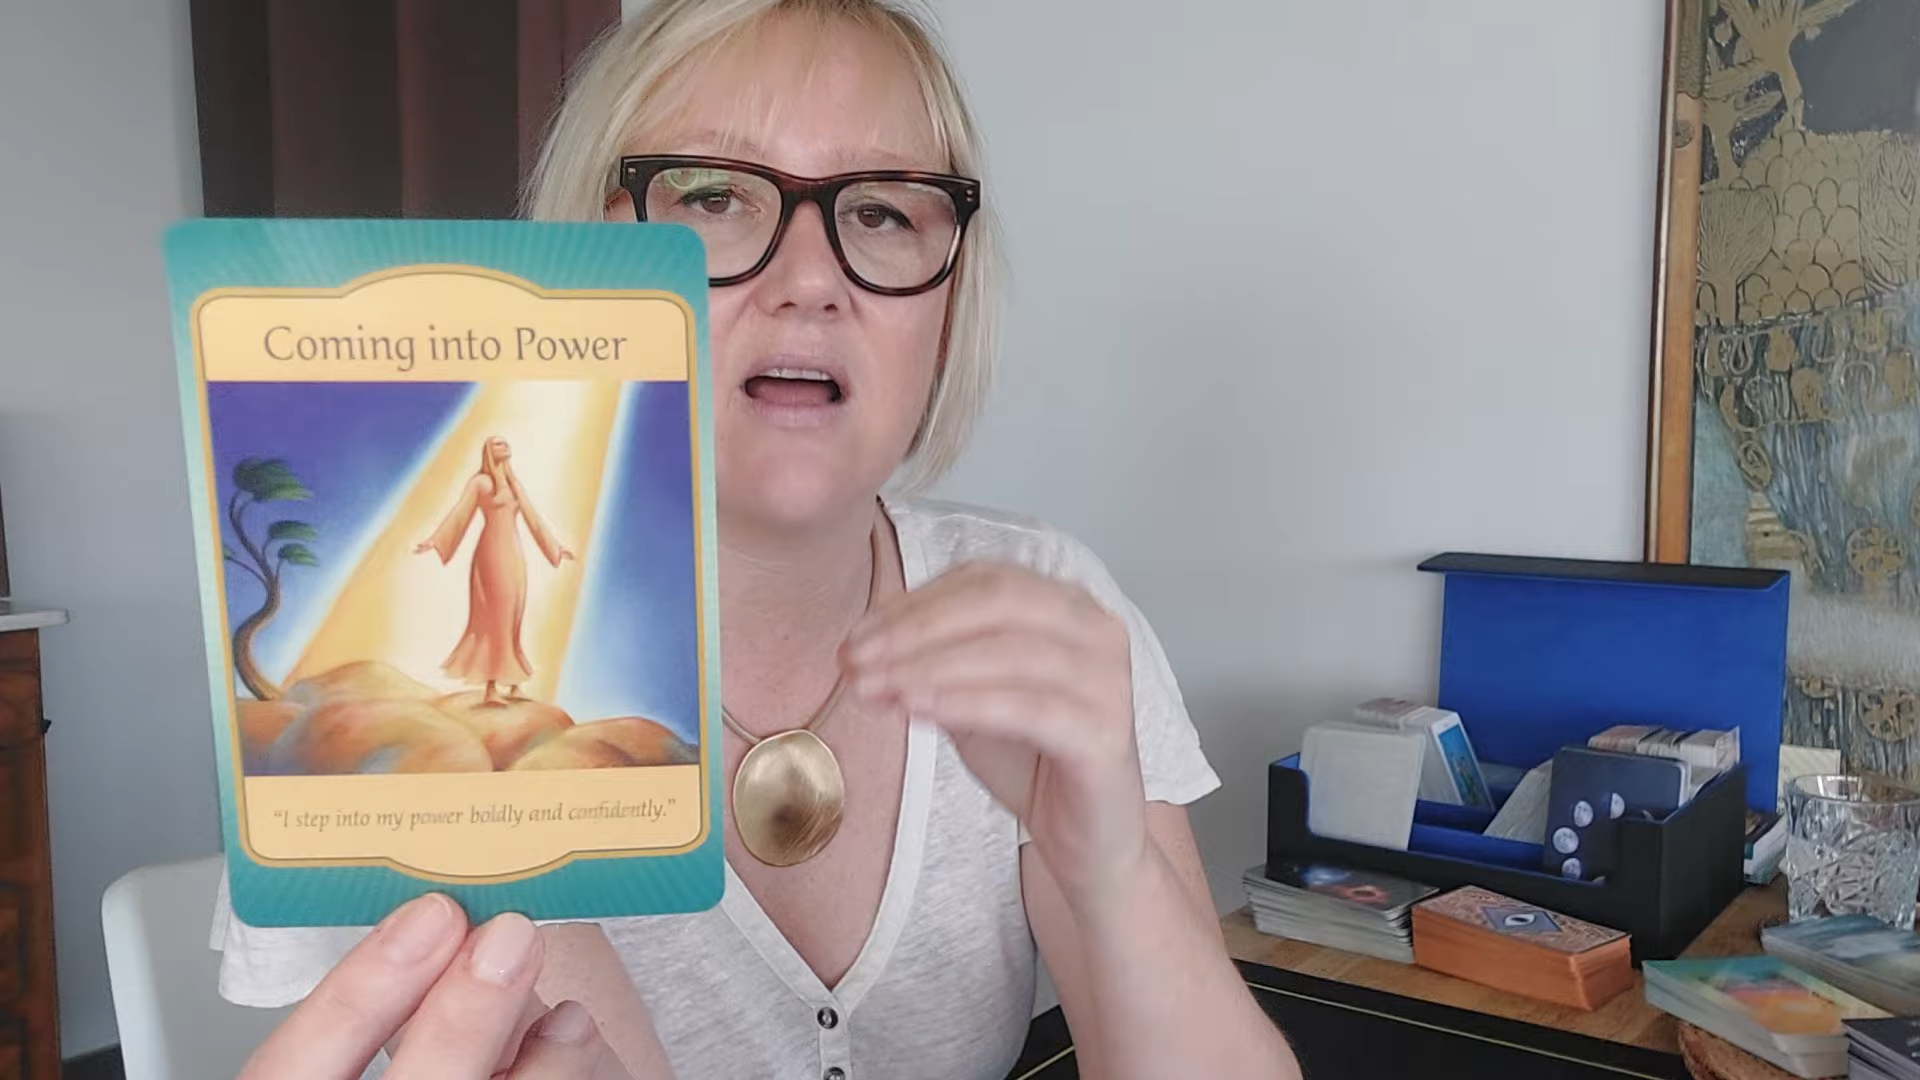 Coming into Power
“I step into my power boldly and confidently.”